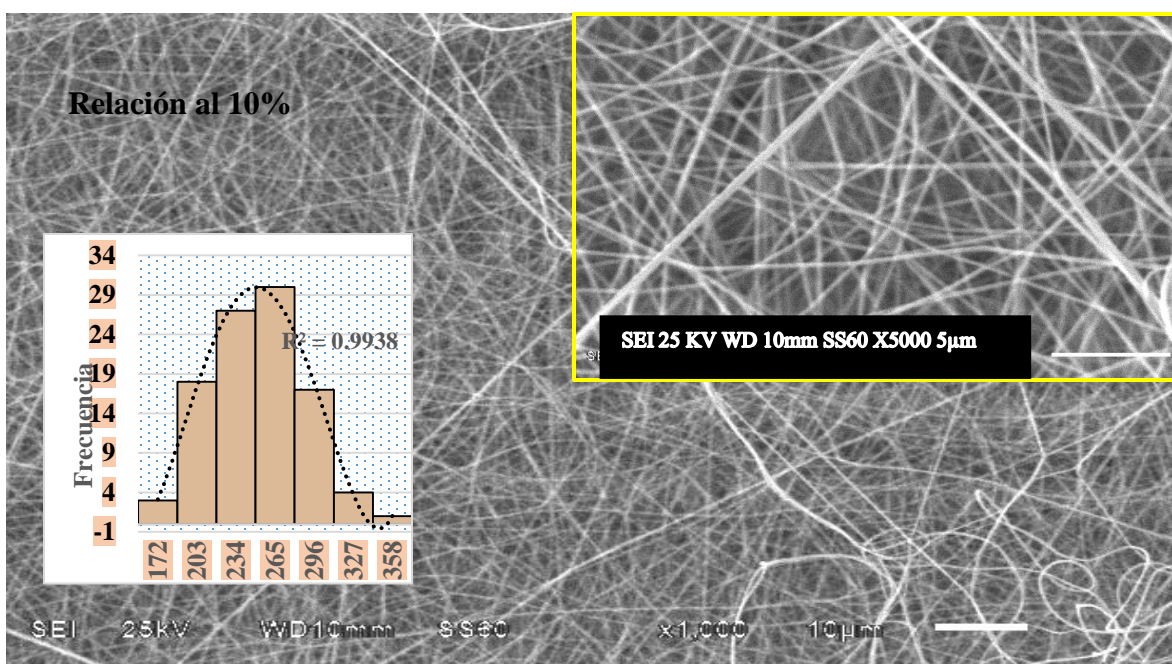 Relación al 10%
SEI 25 KV WD 10mm SS60 X5000 5µm
34
29
24
19
14
9
4
-1
Frecuencia
R² = 0.9938
172 203 234 265 296 327 358
SEI 25kV WD10mm SS60 x1,000 10µm